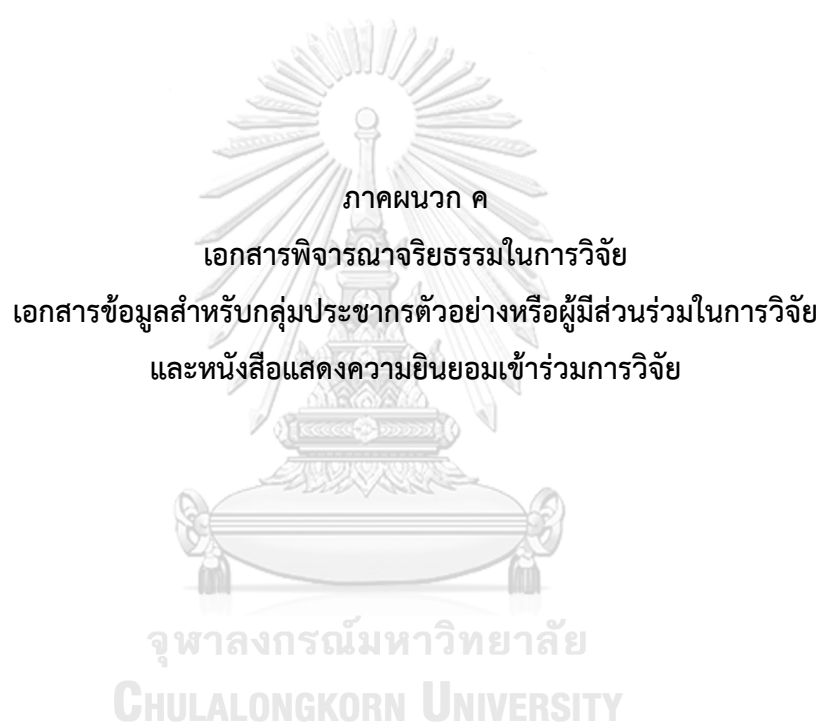 ภาคผนวก ค
เอกสารพิจารณาจริยธรรมในการวิจัย
เอกสารข้อมูลสำหรับกลุ่มประชากรตัวอย่างหรือผู้มีส่วนร่วมในการวิจัย
และหนังสือแสดงความยินยอมเข้าร่วมการวิจัย
จุฬาลงกรณ์มหาวิทยาลัย
CHULALONGKORN UNIVERSITY